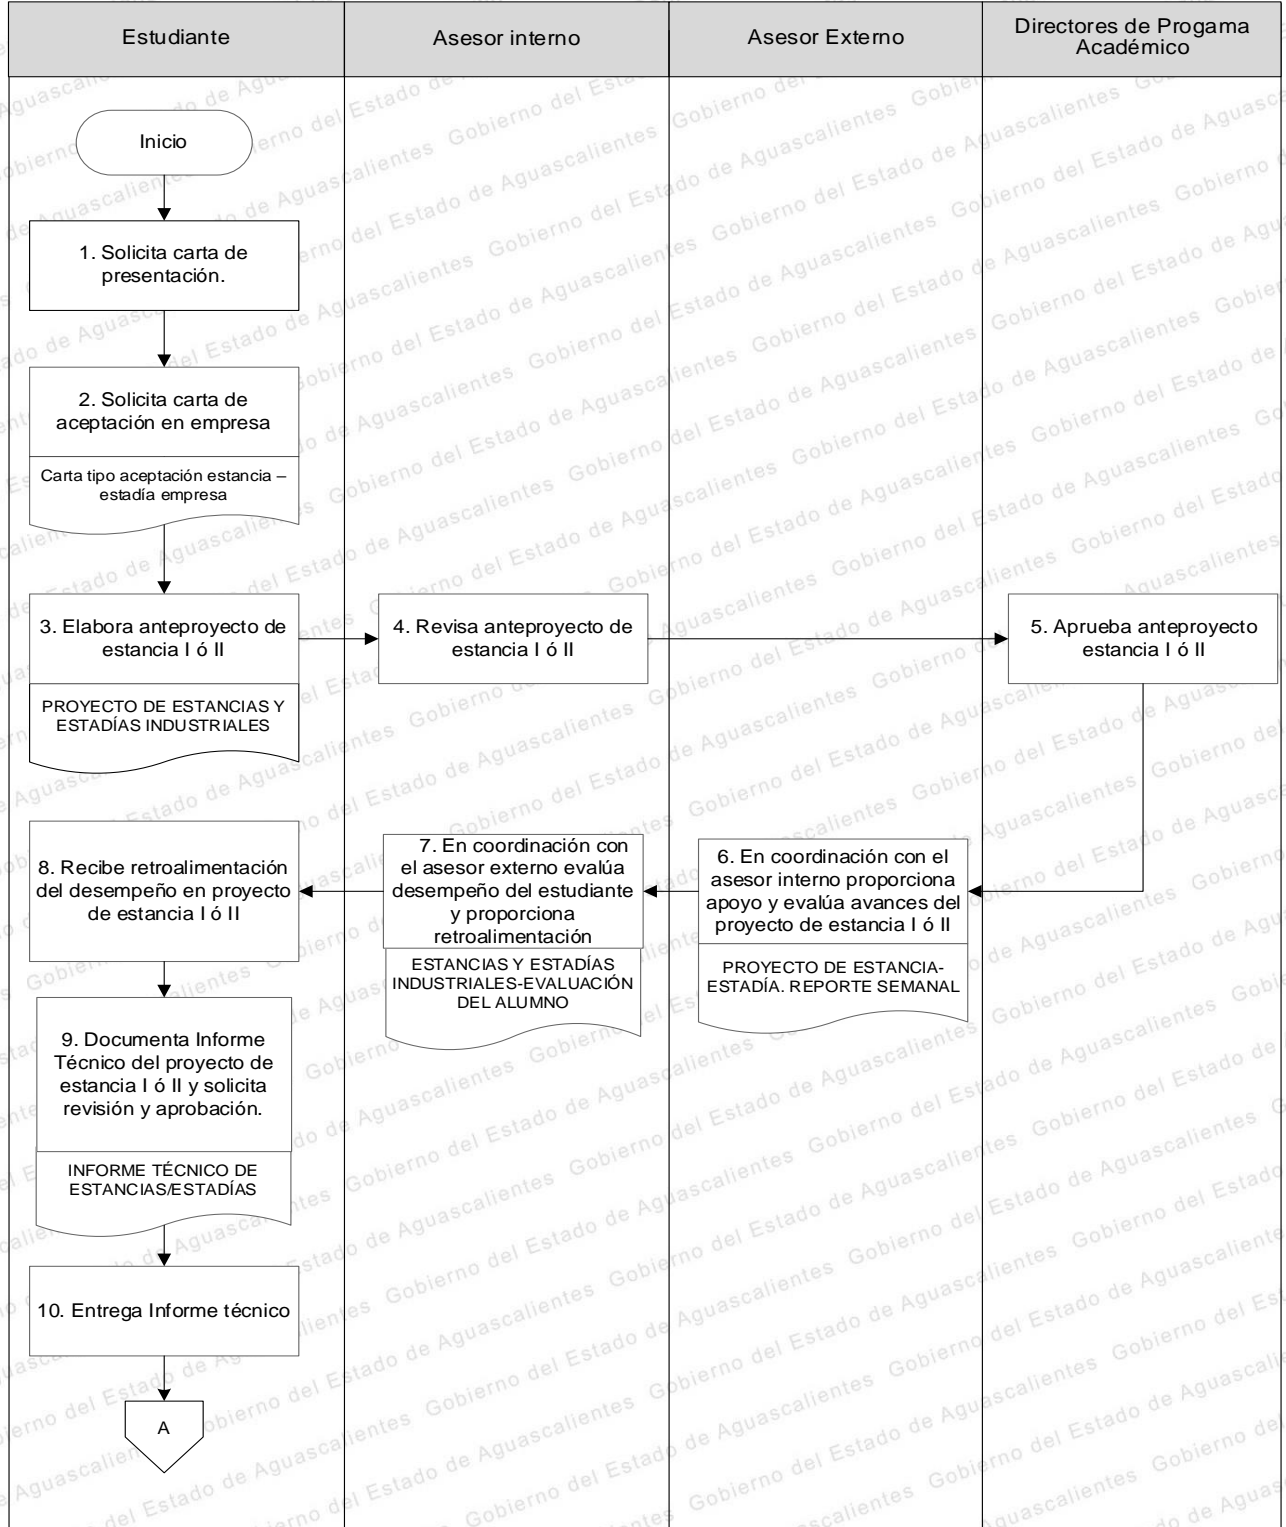 Estudiante
Asesor interno
Asesor Externo
Directores de Progama
Académico
Inicio
1. Solicita carta de
presentación.
2. Solicita carta de
aceptación en empresa
Carta tipo aceptación estancia –
estadía empresa
3. Elabora anteproyecto de
estancia I ó II
PROYECTO DE ESTANCIAS Y
ESTADÍAS INDUSTRIALES
4. Revisa anteproyecto de
estancia I ó II
5. Aprueba anteproyecto
estancia I ó II
6. En coordinación con el
asesor interno proporciona
apoyo y evalúa avances del
proyecto de estancia I ó II
PROYECTO DE ESTANCIA-
ESTADÍA. REPORTE SEMANAL
7. En coordinación con
el asesor externo evalúa
desempeño del estudiante
y proporciona
retroalimentación
ESTANCIAS Y ESTADÍAS
INDUSTRIALES-EVALUACIÓN
DEL ALUMNO
8. Recibe retroalimentación
del desempeño en proyecto
de estancia I ó II
9. Documenta Informe
Técnico del proyecto de
estancia I ó II y solicita
revisión y aprobación.
INFORME TÉCNICO DE
ESTANCIAS/ESTADÍAS
10. Entrega Informe técnico
A
Gobierno del Estado de Aguascalientes